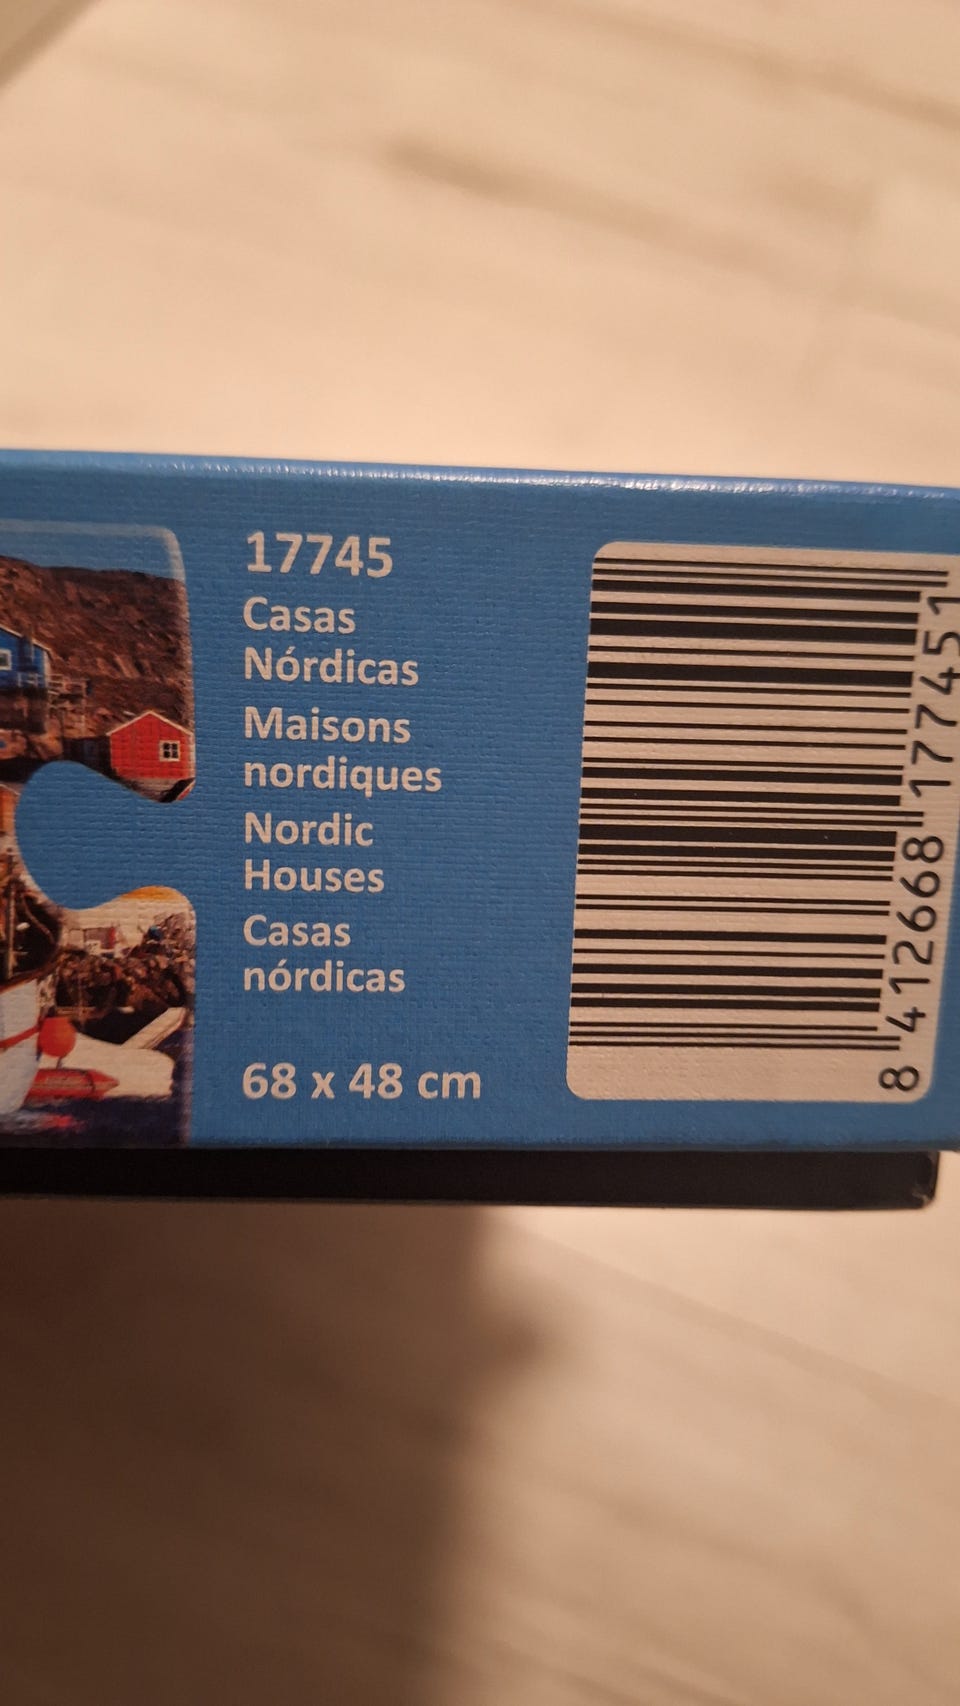 17745
Casas
Nórdicas
Maisons
nordiques
Nordic
Houses
Casas
nórdicas
68 x 48 cm
8 412668 177451